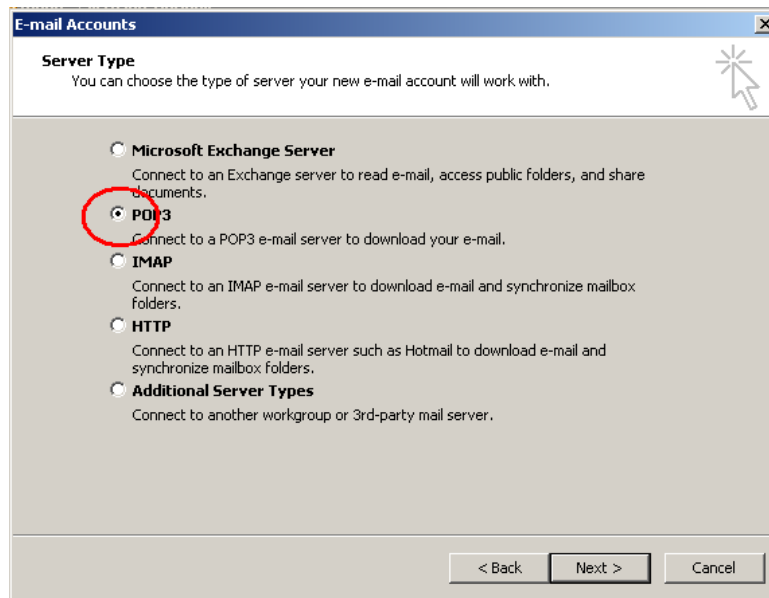 E-mail Accounts
Server Type
You can choose the type of server your new e-mail account will work with.
Microsoft Exchange Server
Connect to an Exchange server to read e-mail, access public folders, and share
documents.
POP3
Connect to a POP3 e-mail server to download your e-mail.
IMAP
Connect to an IMAP e-mail server to download e-mail and synchronize mailbox
folders.
HTTP
Connect to an HTTP e-mail server such as Hotmail to download e-mail and
synchronize mailbox folders.
Additional Server Types
Connect to another workgroup or 3rd-party mail server.
< Back Next > Cancel